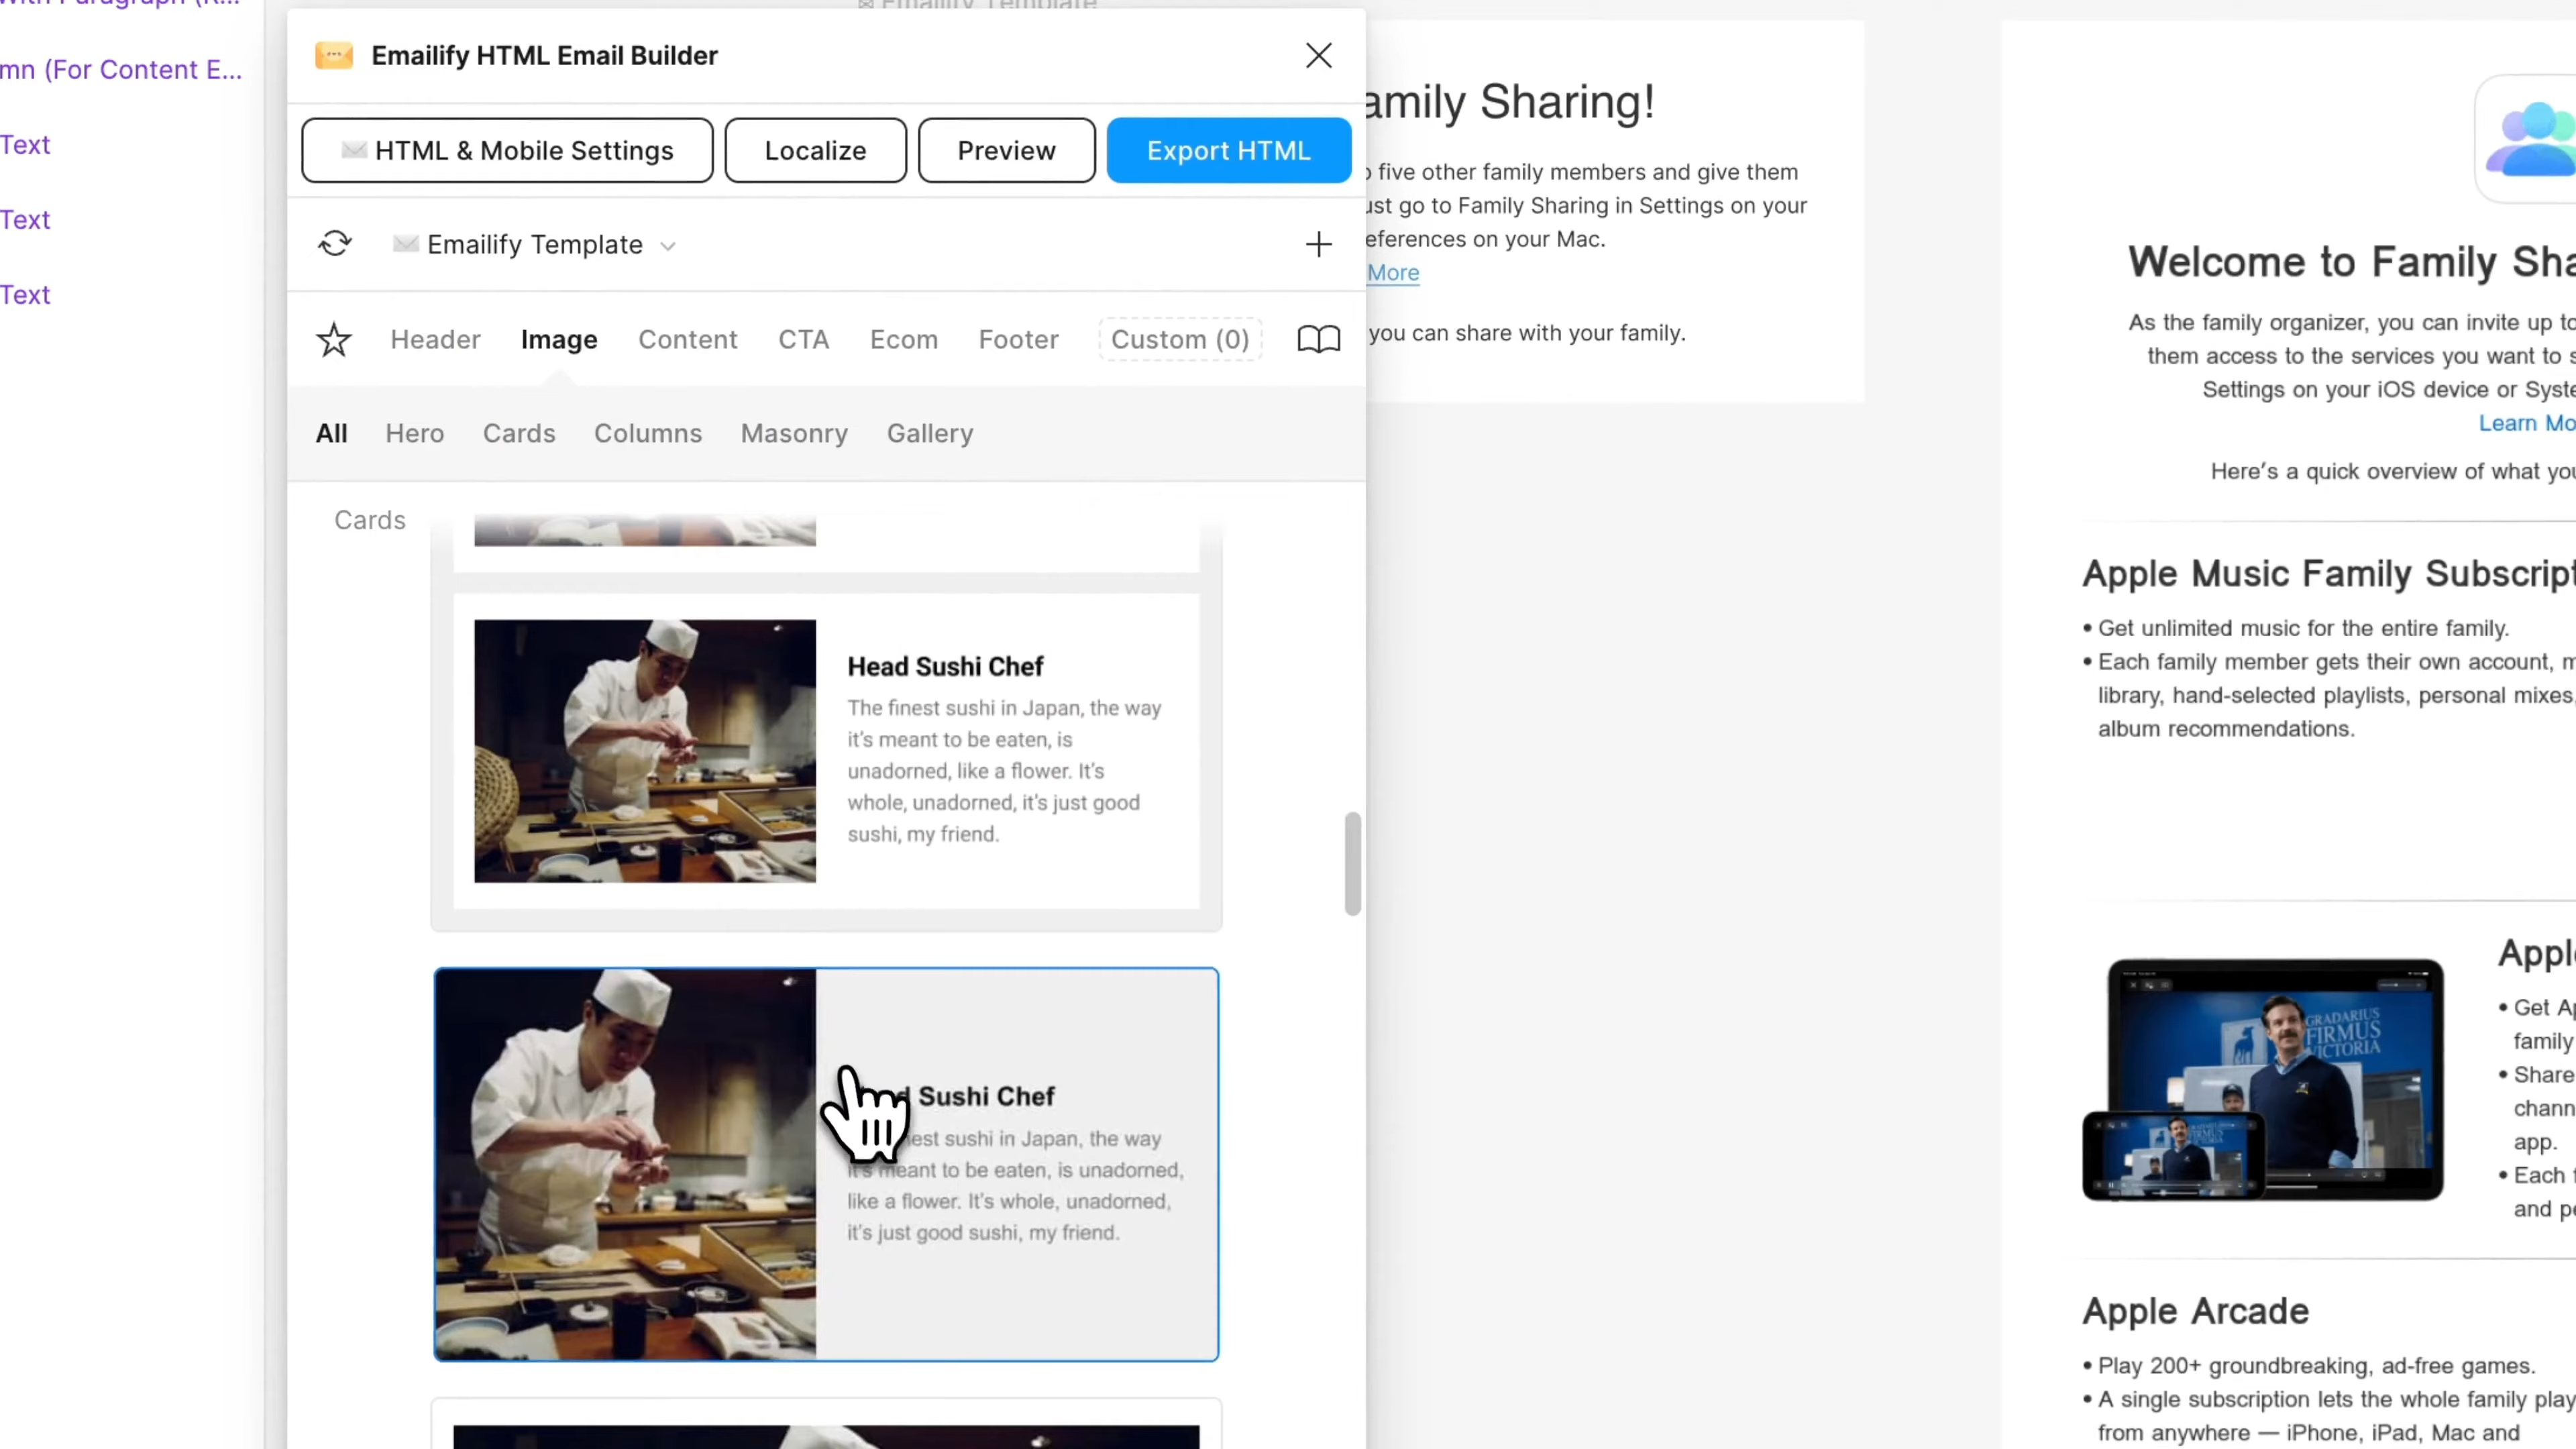 With Paragraph (R...
mn (For Content E...
Text
Text
Text
Emailify Template
Emailify HTML Email Builder
HTML & Mobile Settings
Localize
Preview
Export HTML
Emailify Template
Header
Image
Content
CTA
Ecom
Footer
Custom (0)
All
Hero
Cards
Columns
Masonry
Gallery
Cards
Head Sushi Chef
The finest sushi in Japan, the way
it's meant to be eaten, is
unadorned, like a flower. It's
whole, unadorned, it's just good
sushi, my friend.
Sushi Chef
est sushi in Japan, the way
it's meant to be eaten, is unadorned,
like a flower. It's whole, unadorned,
it's just good sushi, my friend.
amily Sharing!
five other family members and give them
ust go to Family Sharing in Settings on your
eferences on your Mac.
More
you can share with your family.
Welcome to Family Sha
As the family organizer, you can invite up to
them access to the services you want to s
Settings on your iOS device or Syste
Learn Mo
Here's a quick overview of what you
Apple Music Family Subscript
• Get unlimited music for the entire family.
• Each family member gets their own account, m
library, hand-selected playlists, personal mixes,
album recommendations.
GRADARIUS
FIRMUS
VICTORIA
Appl
• Get Ap
family
• Share
chann
app.
• Each f
and pe
Apple Arcade
• Play 200+ groundbreaking, ad-free games.
• A single subscription lets the whole family play
from anywhere — iPhone, iPad, Mac and